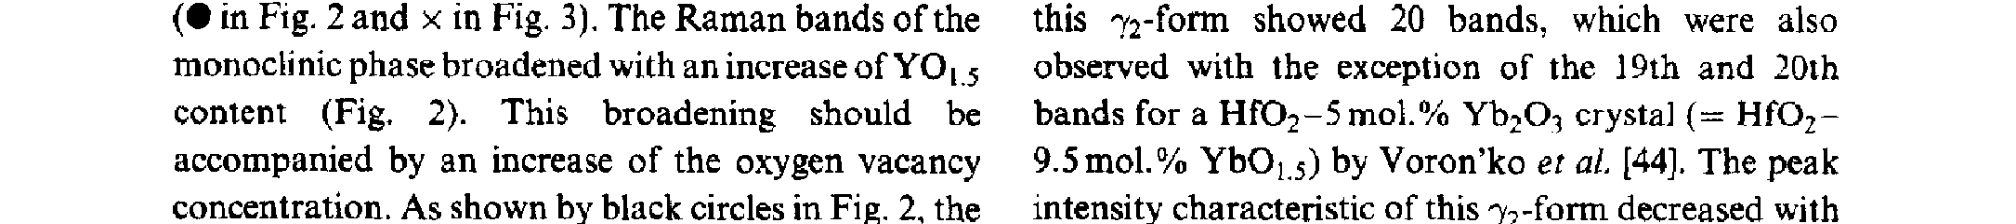 (● in Fig. 2 and × in Fig. 3). The Raman bands of the
monoclinic phase broadened with an increase of YO₁.₅
content (Fig. 2). This broadening should be
accompanied by an increase of the oxygen vacancy
concentration. As shown by black circles in Fig. 2, the
this γ₂-form showed 20 bands, which were also
observed with the exception of the 19th and 20th
bands for a HfO₂–5 mol.% Yb₂O₃ crystal (= HfO₂–
9.5 mol.% YbO₁.₅) by Voron'ko et al. [44]. The peak
intensity characteristic of this γ₂-form decreased with